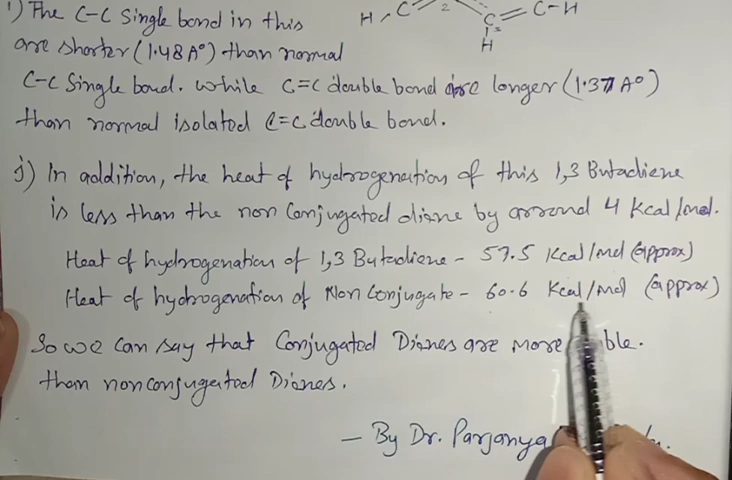 H C 2 C = C - H
H
i) The C-C Single bond in this
are shorter (1.48 A°) than normal
C-C Single bond. While C=C double bond are longer (1.37 A°)
than normal isolated C=C double bond.
j) In addition, the heat of hydrogenation of this 1,3 Butadiene
is less than the non Conjugated diene by around 4 Kcal/mol.
Heat of hydrogenation of 1,3 Butadiene - 57.5 Kcal/mol (approx)
Heat of hydrogenation of Non Conjugate - 60.6 Kcal/mol (approx)
So we can say that Conjugated Dienes are more ble.
than nonconjugated Dienes.
- By Dr. Parjanya